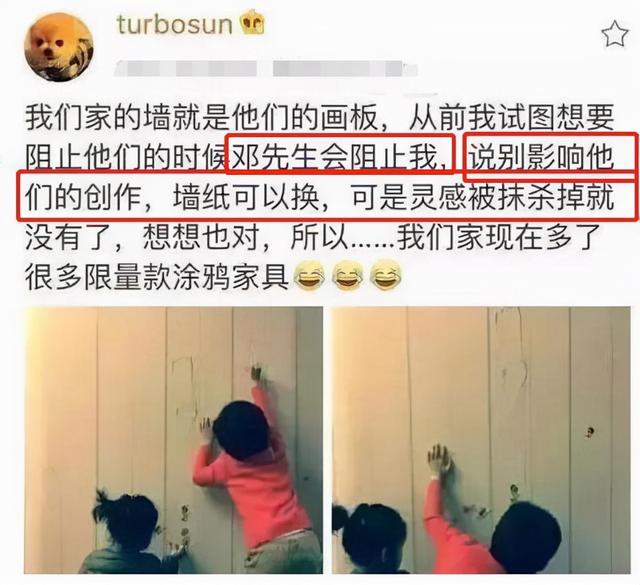 turbosun
我们家的墙就是他们的画板，从前我试图想要
阻止他们的时候邓先生会阻止我，说别影响他
们的创作，墙纸可以换，可是灵感被抹杀掉就
没有了，想想也对，所以......我们家现在多了
很多限量款涂鸦家具😂😂😂